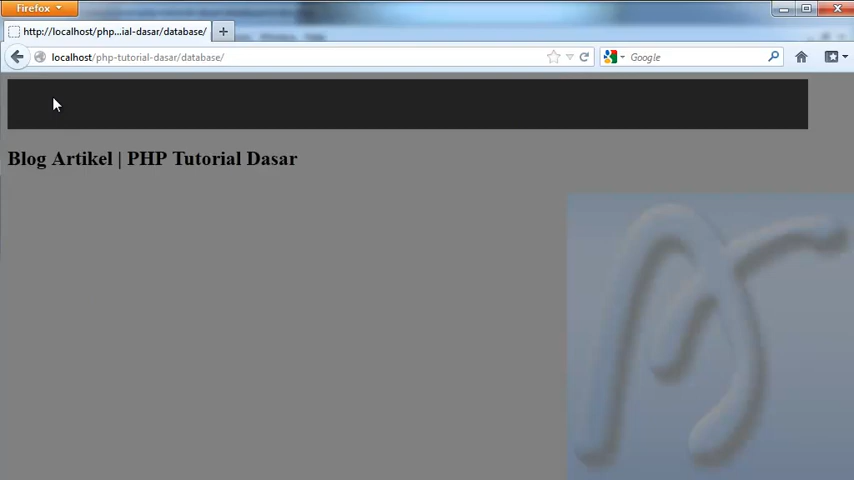 Firefox
http://localhost/php...ial-dasar/database/
localhost/php-tutorial-dasar/database/
Google
Blog Artikel | PHP Tutorial Dasar